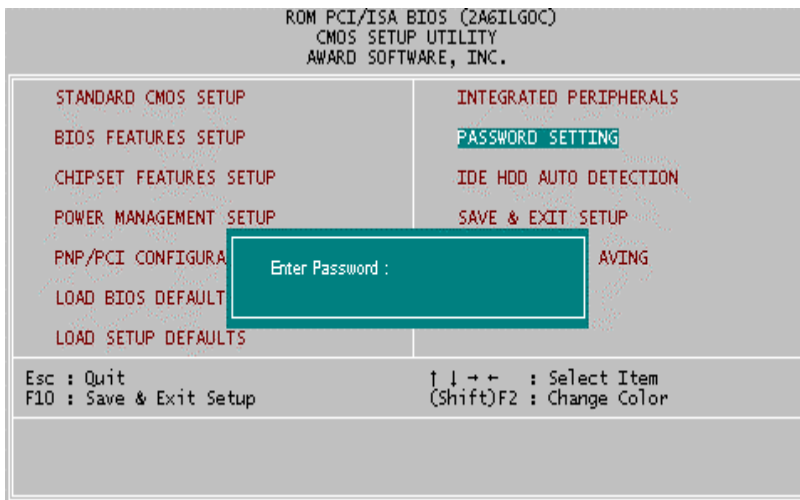 ROM PCI/ISA BIOS (2A6ILGOC)
CMOS SETUP UTILITY
AWARD SOFTWARE, INC.
STANDARD CMOS SETUP
BIOS FEATURES SETUP
CHIPSET FEATURES SETUP
POWER MANAGEMENT SETUP
PNP/PCI CONFIGURA
LOAD BIOS DEFAULT
LOAD SETUP DEFAULTS
INTEGRATED PERIPHERALS
PASSWORD SETTING
IDE HDD AUTO DETECTION
SAVE & EXIT SETUP
AVING
Enter Password :
Esc : Quit
F10 : Save & Exit Setup
↑ ↓ → ← : Select Item
(Shift)F2 : Change Color